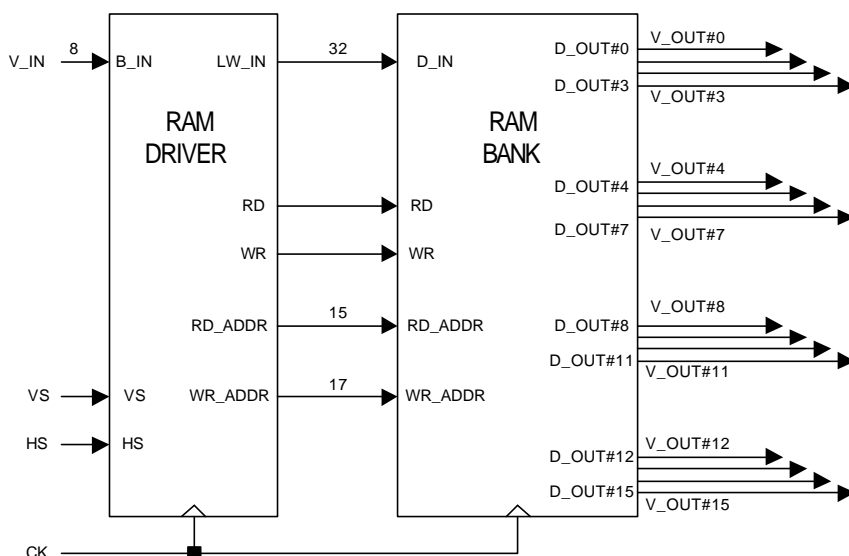 V_IN 8 B_IN LW_IN 32 D_IN D_OUT#0 V_OUT#0
D_OUT#3 V_OUT#3
RAM DRIVER
RAM BANK
D_OUT#4 V_OUT#4
RD RD
D_OUT#7 V_OUT#7
WR WR
RD_ADDR 15 RD_ADDR D_OUT#8 V_OUT#8
D_OUT#11 V_OUT#11
VS VS WR_ADDR 17 WR_ADDR
HS HS
D_OUT#12 V_OUT#12
D_OUT#15 V_OUT#15
CK